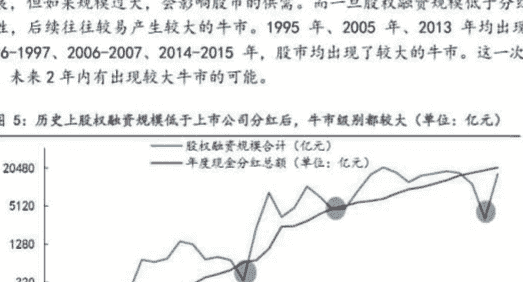 但如果规模过大，会影响股市的供需。而一旦股权融资规模低于分红
性，后续往往较易产生较大的牛市。1995 年、2005 年、2013 年均出现
6-1997、2006-2007、2014-2015 年，股市均出现了较大的牛市。这一次
未来 2 年内有出现较大牛市的可能。
图 5：历史上股权融资规模低于上市公司分红后，牛市级别都较大（单位：亿元）
股权融资规模合计（亿元）
年度现金分红总额（单位：亿元）
20480
5120
1280
320